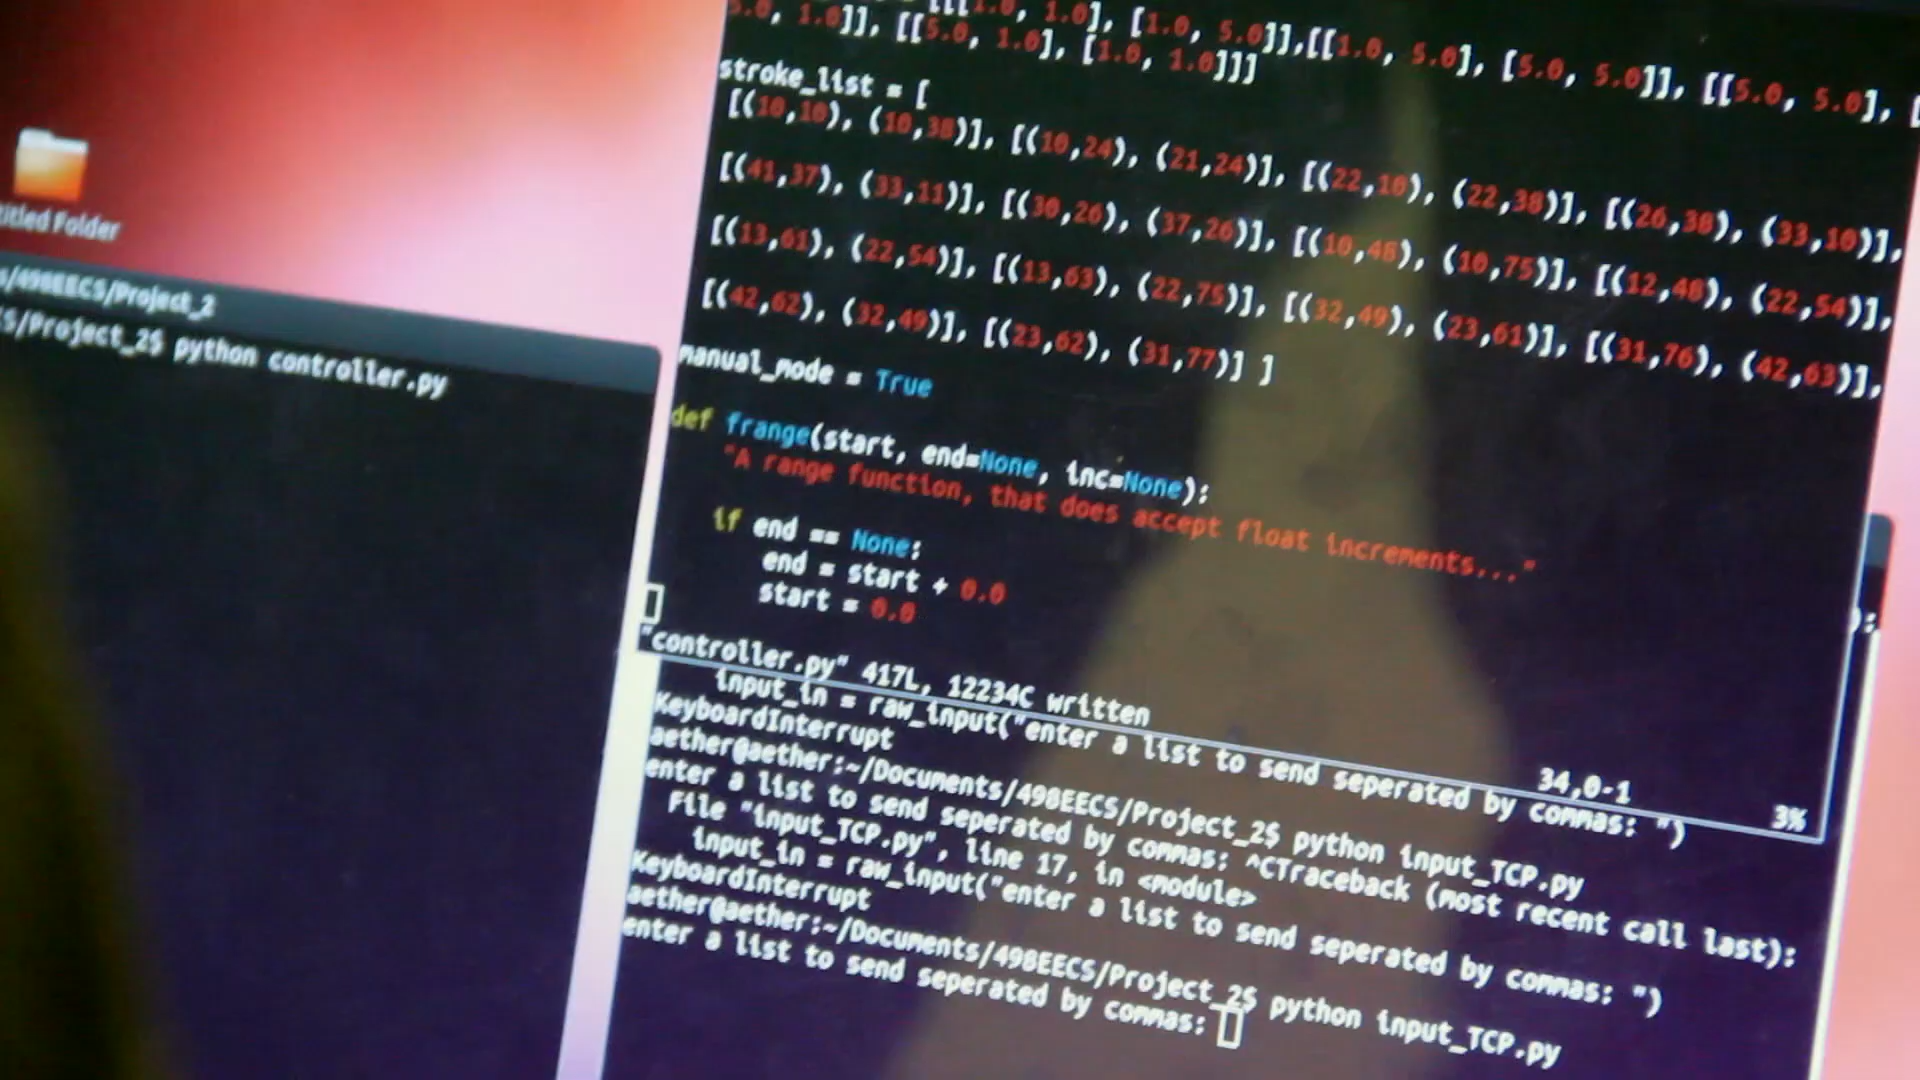 [[[1.0, 1.0], [1.0, 5.0]],[[1.0, 5.0], [5.0, 5.0]], [[5.0, 5.0], [
5.0, 1.0]], [[5.0, 1.0], [1.0, 1.0]]]
stroke_list = [
[(10,10), (10,38)], [(10,24), (21,24)], [(22,10), (22,38)], [(26,38), (33,10)],
[(41,37), (33,11)], [(30,26), (37,26)], [(10,48), (10,75)], [(12,48), (22,54)],
[(13,61), (22,54)], [(13,63), (22,75)], [(32,49), (23,61)], [(31,76), (42,63)],
[(42,62), (32,49)], [(23,62), (31,77)] ]
manual_mode = True
def frange(start, end=None, inc=None):
"A range function, that does accept float increments..."
if end == None:
end = start + 0.0
start = 0.0
"controller.py" 417L, 12234C written
34,0-1
3%
input_in = raw_input("enter a list to send seperated by commas: ")
KeyboardInterrupt
aether@aether:~/Documents/498EECS/Project_2$ python input_TCP.py
enter a list to send seperated by commas: ^CTraceback (most recent call last):
File "input_TCP.py", line 17, in <module>
input_in = raw_input("enter a list to send seperated by commas: ")
KeyboardInterrupt
aether@aether:~/Documents/498EECS/Project_2$ python input_TCP.py
enter a list to send seperated by commas:
titled Folder
s/498EECS/Project_2
CS/Project_2$ python controller.py
):